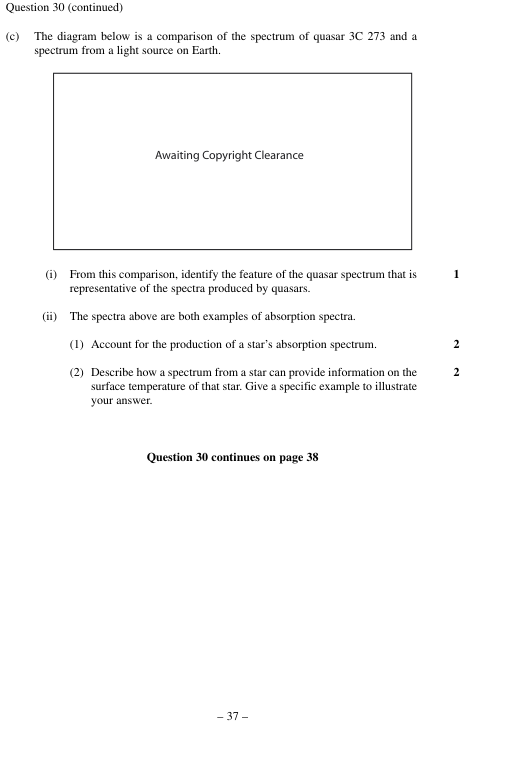 Question 30 (continued)
(c) The diagram below is a comparison of the spectrum of quasar 3C 273 and a
spectrum from a light source on Earth.
Awaiting Copyright Clearance
(i) From this comparison, identify the feature of the quasar spectrum that is 1
representative of the spectra produced by quasars.
(ii) The spectra above are both examples of absorption spectra.
(1) Account for the production of a star’s absorption spectrum. 2
(2) Describe how a spectrum from a star can provide information on the 2
surface temperature of that star. Give a specific example to illustrate
your answer.
Question 30 continues on page 38
– 37 –